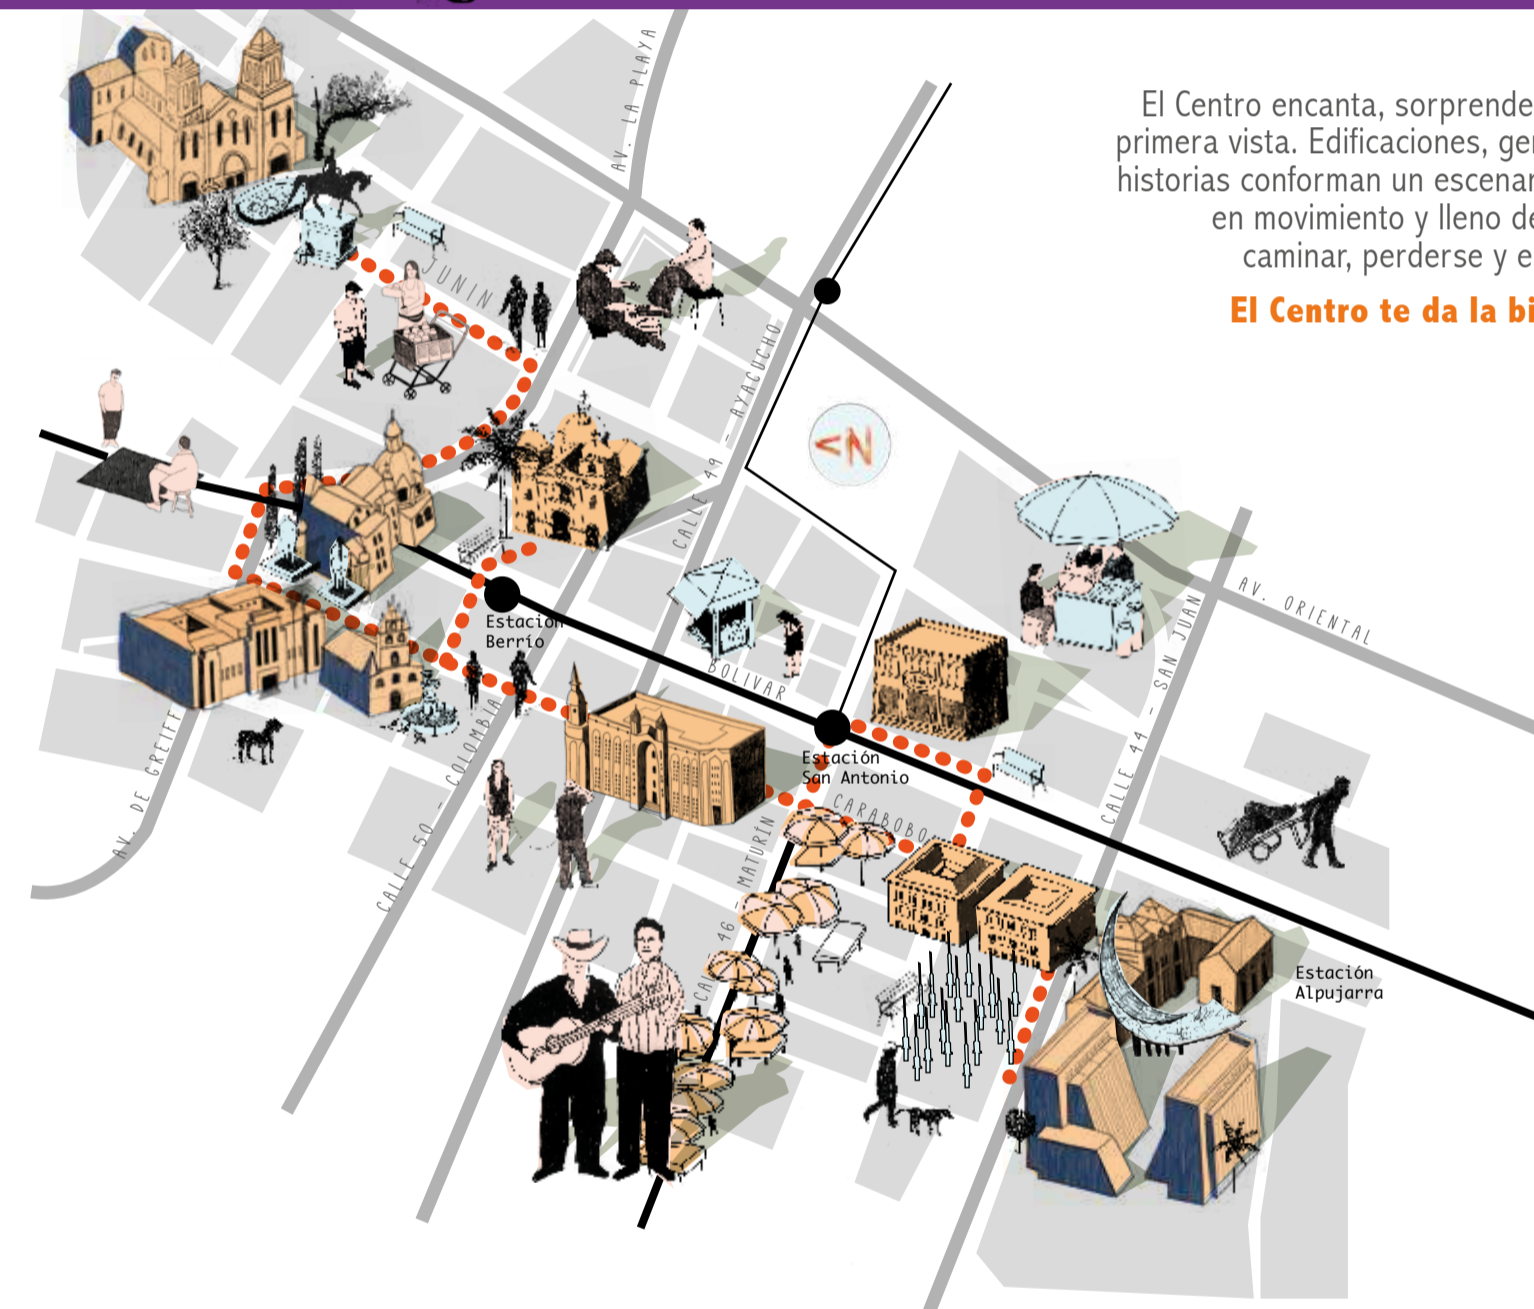 El Centro encanta, sorprende
primera vista. Edificaciones, ge
historias conforman un escenar
en movimiento y lleno de
caminar, perderse y e
El Centro te da la bi
AV. LA PLAYA
JUNIN
CALLE 49 - AYACUCHO
<N
AV. ORIENTAL
Estación
Berrío
BOLIVAR
CALLE 44 - SAN JUAN
AV. DE GREIFF
CALLE 50 - COLOMBIA
Estación
San Antonio
CARABOBO
46 - MATURÍN
Estación
Alpujarra